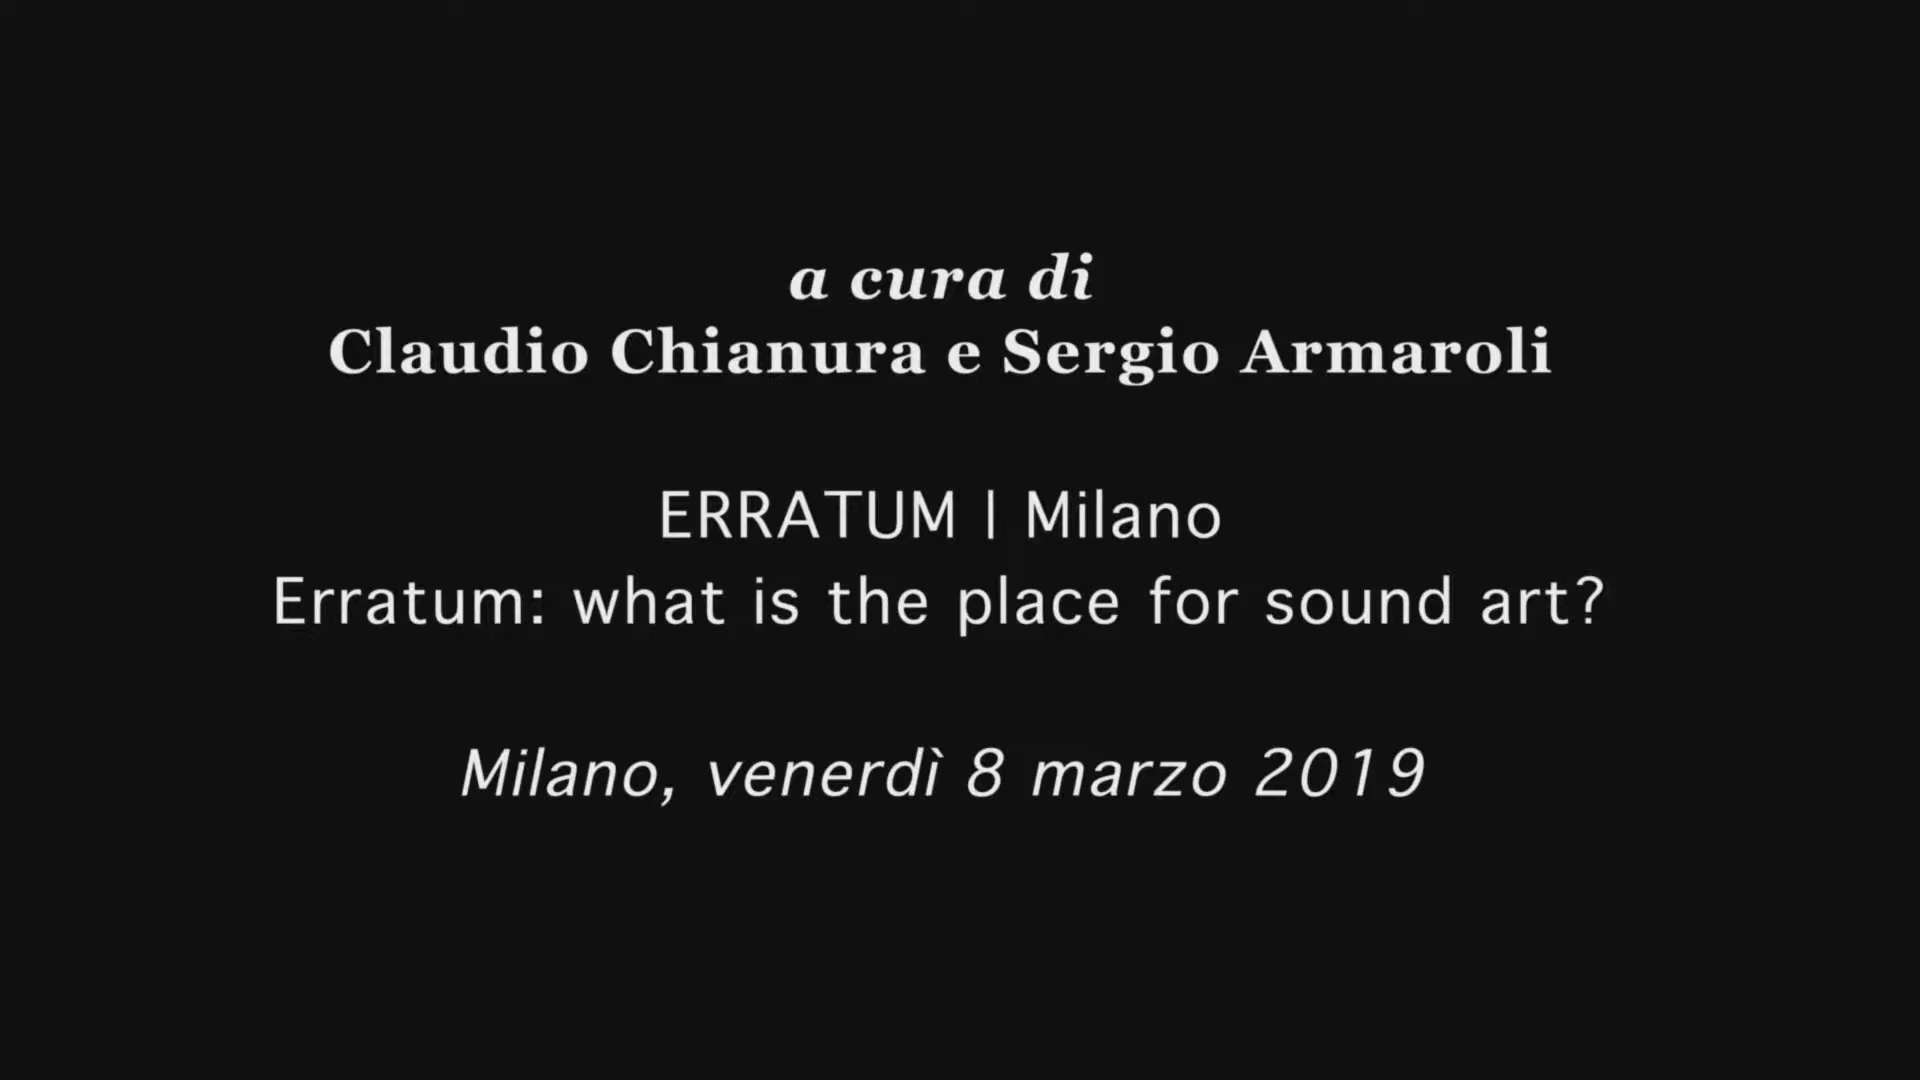 a cura di
Claudio Chianura e Sergio Armaroli
ERRATUM | Milano
Erratum: what is the place for sound art?
Milano, venerdì 8 marzo 2019